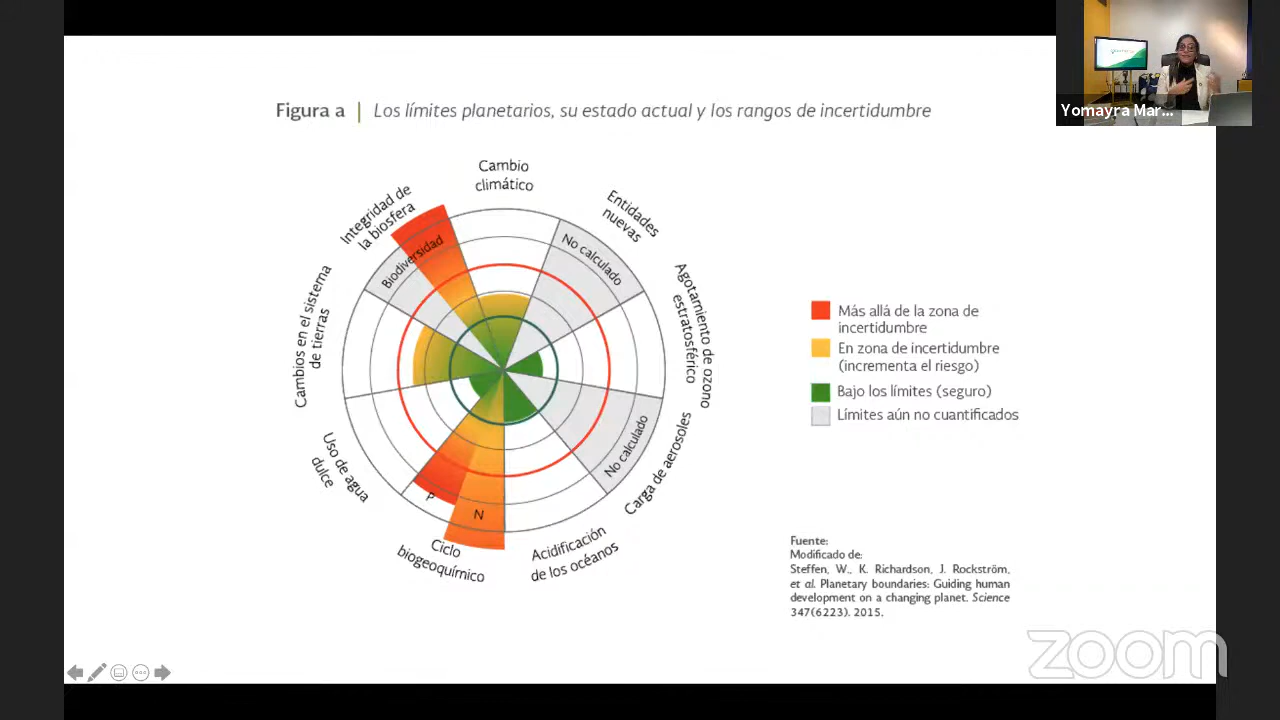 Yomayra Mar...
Figura a | Los límites planetarios, su estado actual y los rangos de incertidumbre
Cambio
climático
Entidades
nuevas
Integridad de
la biosfera
No calculado
Biodiversidad
Agotamiento de ozono
estratosférico
Cambios en el sistema
de tierras
No calculado
Carga de aerosoles
Uso de agua
dulce
P
N
Ciclo
biogeoquímico
Acidificación
de los océanos
Más allá de la zona de
incertidumbre
En zona de incertidumbre
(incrementa el riesgo)
Bajo los límites (seguro)
Límites aún no cuantificados
Fuente:
Modificado de:
Steffen, W., K. Richardson, J. Rockström,
et al. Planetary boundaries: Guiding human
development on a changing planet. Science
347(6223). 2015.
zoom